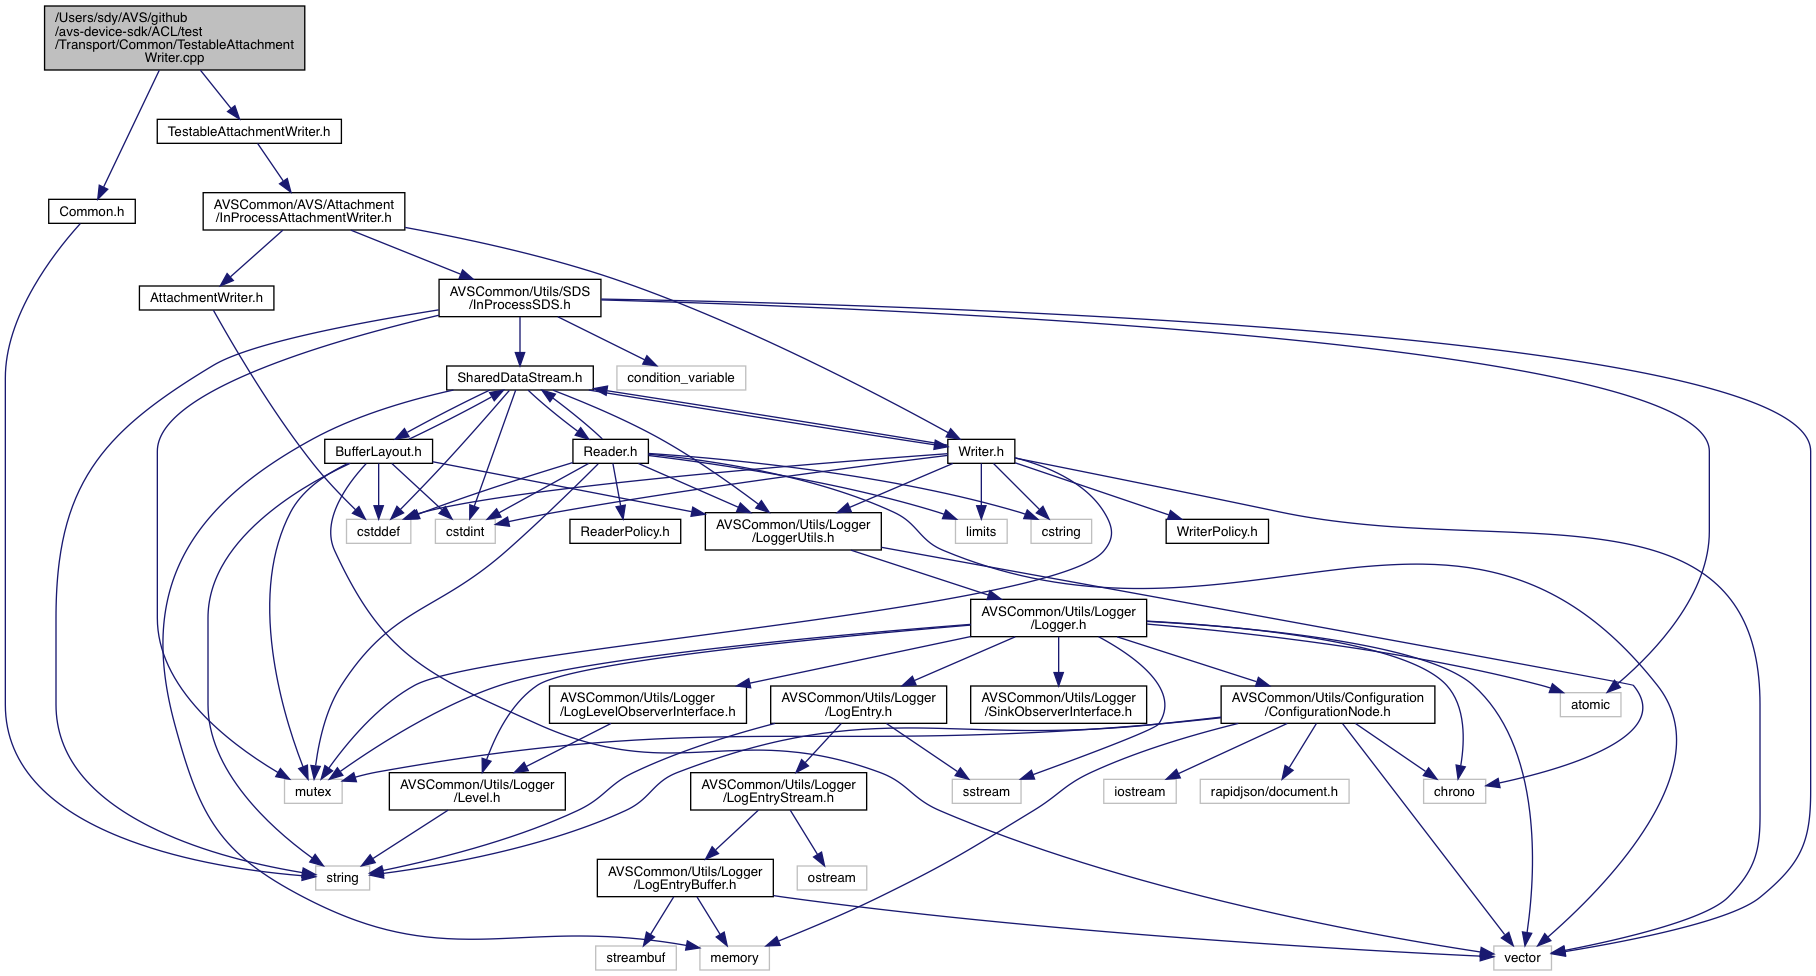 /Users/sdy/AVS/github
/avs-device-sdk/ACL/test
/Transport/Common/TestableAttachment
Writer.cpp
TestableAttachmentWriter.h
Common.h
AVSCommon/AVS/Attachment
/InProcessAttachmentWriter.h
AttachmentWriter.h
AVSCommon/Utils/SDS
/InProcessSDS.h
SharedDataStream.h
condition_variable
BufferLayout.h
Reader.h
Writer.h
cstddef
cstdint
ReaderPolicy.h
AVSCommon/Utils/Logger
/LoggerUtils.h
limits
cstring
WriterPolicy.h
AVSCommon/Utils/Logger
/Logger.h
AVSCommon/Utils/Logger
/LogLevelObserverInterface.h
AVSCommon/Utils/Logger
/LogEntry.h
AVSCommon/Utils/Logger
/SinkObserverInterface.h
AVSCommon/Utils/Configuration
/ConfigurationNode.h
atomic
mutex
AVSCommon/Utils/Logger
/Level.h
AVSCommon/Utils/Logger
/LogEntryStream.h
sstream
iostream
rapidjson/document.h
chrono
string
AVSCommon/Utils/Logger
/LogEntryBuffer.h
ostream
streambuf
memory
vector